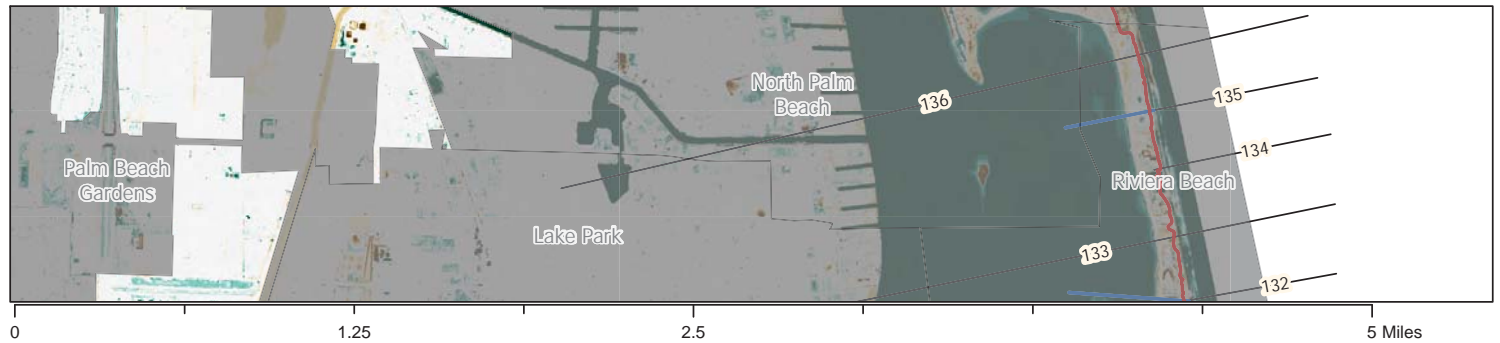 North Palm
Beach
136
135
134
Palm Beach
Gardens
Riviera Beach
Lake Park
133
132
0
1.25
2.5
5 Miles